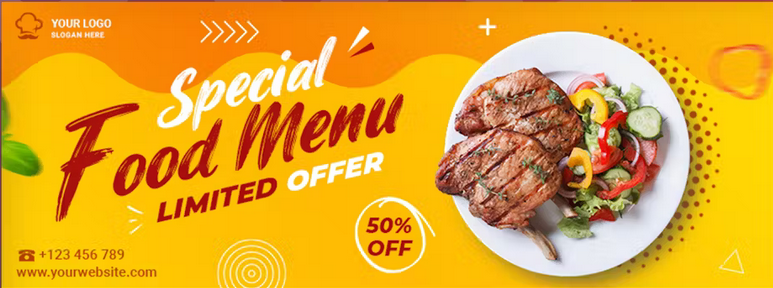 YOUR LOGO
SLOGAN HERE
Special
Food Menu
LIMITED OFFER
50%
OFF
+123 456 789
www.yourwebsite.com